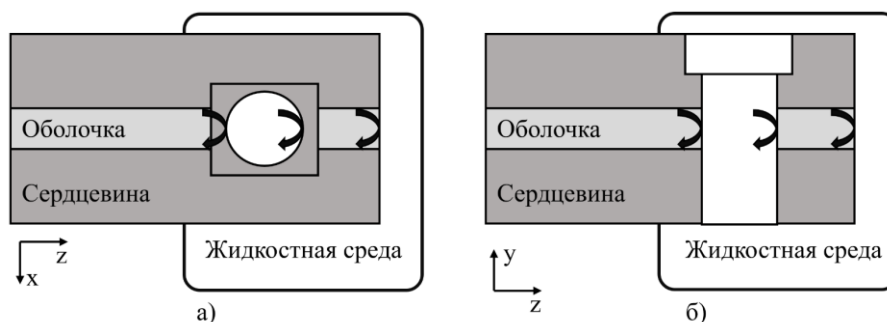 Оболочка
Сердцевина
Жидкостная среда
z
x
а)
Оболочка
Сердцевина
Жидкостная среда
y
z
б)